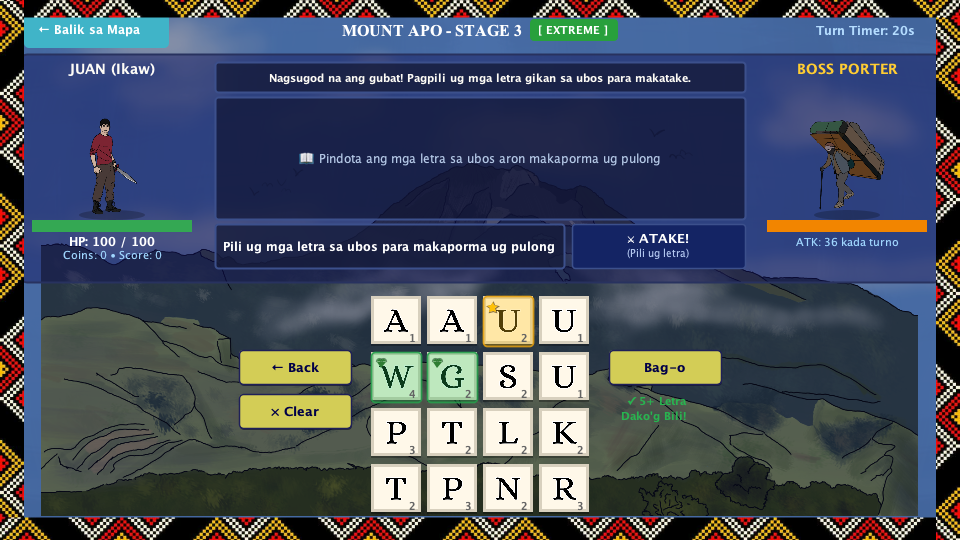 ← Balik sa Mapa
MOUNT APO - STAGE 3 [ EXTREME ]
Turn Timer: 20s
JUAN (Ikaw)
Nagsugod na ang gubat! Pagpili ug mga letra gikan sa ubos para makatake.
BOSS PORTER
📖 Pindota ang mga letra sa ubos aron makaporma ug pulong
HP: 100 / 100
Coins: 0 • Score: 0
Pili ug mga letra sa ubos para makaporma ug pulong
⚔ ATAKE!
(Pili ug letra)
ATK: 36 kada turno
A 1 A 1 U 2 U 1
W 4 G 2 S 2 U 1
P 3 T 2 L 2 K 2
T 2 P 3 N 2 R 3
← Back
× Clear
Bag-o
✓ 5+ Letra
Dako'g Bili!